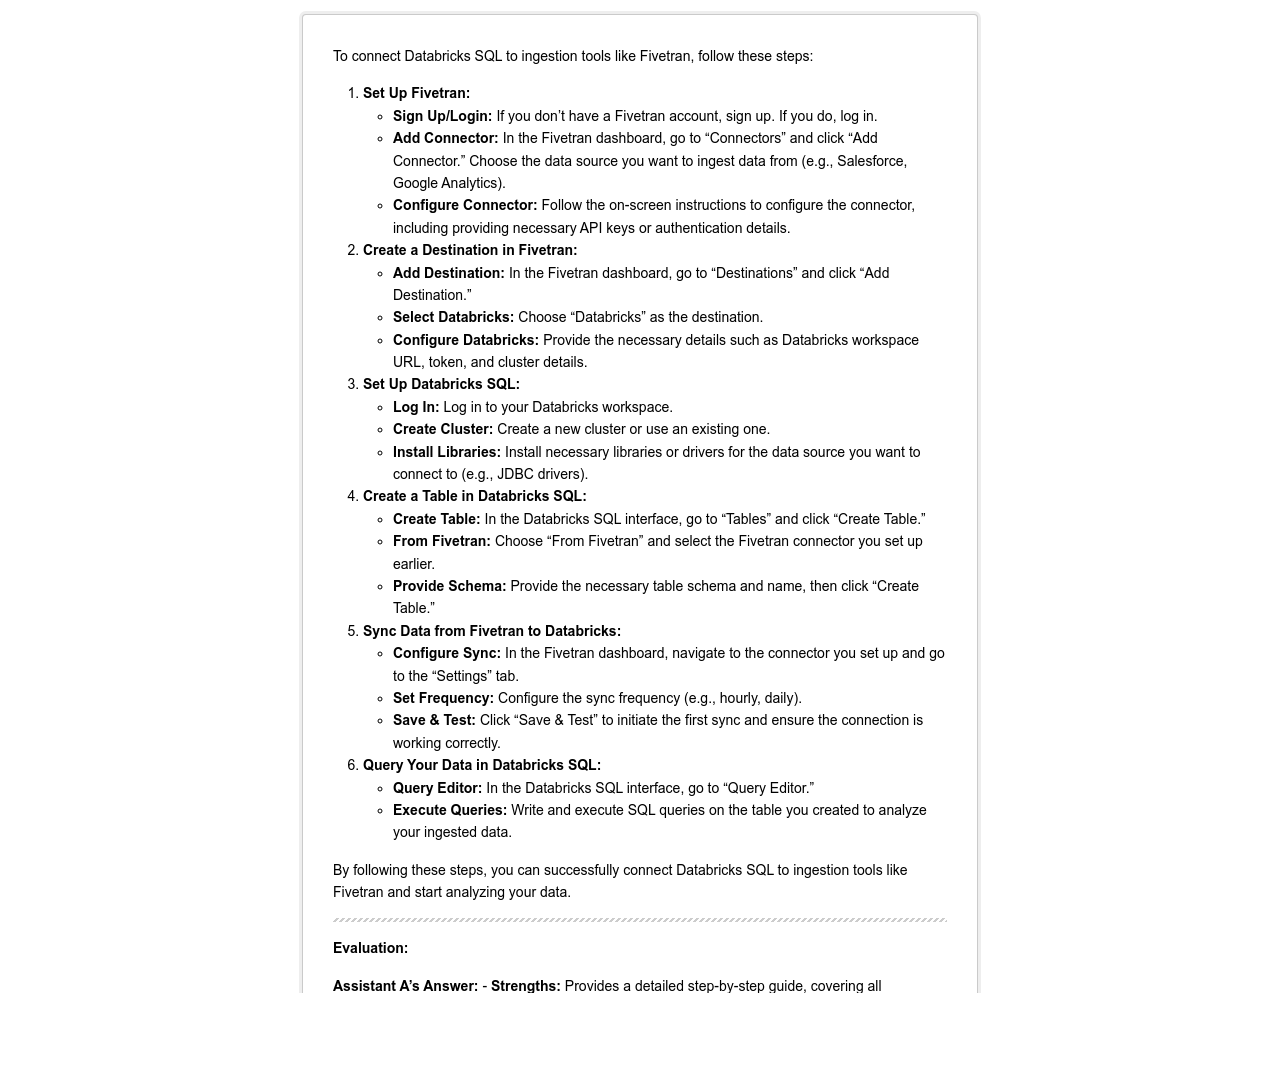 To connect Databricks SQL to ingestion tools like Fivetran, follow these steps:
1. Set Up Fivetran:
◦ Sign Up/Login: If you don’t have a Fivetran account, sign up. If you do, log in.
◦ Add Connector: In the Fivetran dashboard, go to “Connectors” and click “Add
Connector.” Choose the data source you want to ingest data from (e.g., Salesforce,
Google Analytics).
◦ Configure Connector: Follow the on-screen instructions to configure the connector,
including providing necessary API keys or authentication details.
2. Create a Destination in Fivetran:
◦ Add Destination: In the Fivetran dashboard, go to “Destinations” and click “Add
Destination.”
◦ Select Databricks: Choose “Databricks” as the destination.
◦ Configure Databricks: Provide the necessary details such as Databricks workspace
URL, token, and cluster details.
3. Set Up Databricks SQL:
◦ Log In: Log in to your Databricks workspace.
◦ Create Cluster: Create a new cluster or use an existing one.
◦ Install Libraries: Install necessary libraries or drivers for the data source you want to
connect to (e.g., JDBC drivers).
4. Create a Table in Databricks SQL:
◦ Create Table: In the Databricks SQL interface, go to “Tables” and click “Create Table.”
◦ From Fivetran: Choose “From Fivetran” and select the Fivetran connector you set up
earlier.
◦ Provide Schema: Provide the necessary table schema and name, then click “Create
Table.”
5. Sync Data from Fivetran to Databricks:
◦ Configure Sync: In the Fivetran dashboard, navigate to the connector you set up and go
to the “Settings” tab.
◦ Set Frequency: Configure the sync frequency (e.g., hourly, daily).
◦ Save & Test: Click “Save & Test” to initiate the first sync and ensure the connection is
working correctly.
6. Query Your Data in Databricks SQL:
◦ Query Editor: In the Databricks SQL interface, go to “Query Editor.”
◦ Execute Queries: Write and execute SQL queries on the table you created to analyze
your ingested data.
By following these steps, you can successfully connect Databricks SQL to ingestion tools like
Fivetran and start analyzing your data.
Evaluation:
Assistant A’s Answer: - Strengths: Provides a detailed step-by-step guide, covering all